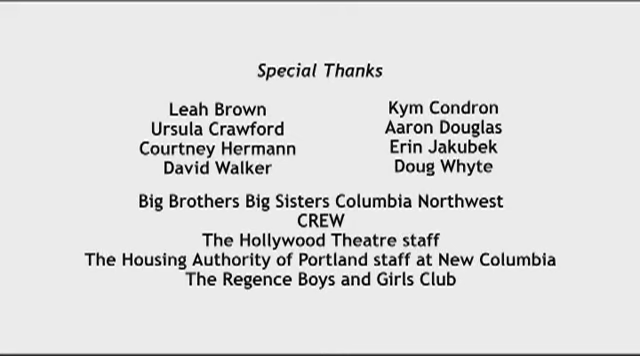 Special Thanks
Leah Brown
Ursula Crawford
Courtney Hermann
David Walker
Kym Condron
Aaron Douglas
Erin Jakubek
Doug Whyte
Big Brothers Big Sisters Columbia Northwest
CREW
The Hollywood Theatre staff
The Housing Authority of Portland staff at New Columbia
The Regence Boys and Girls Club